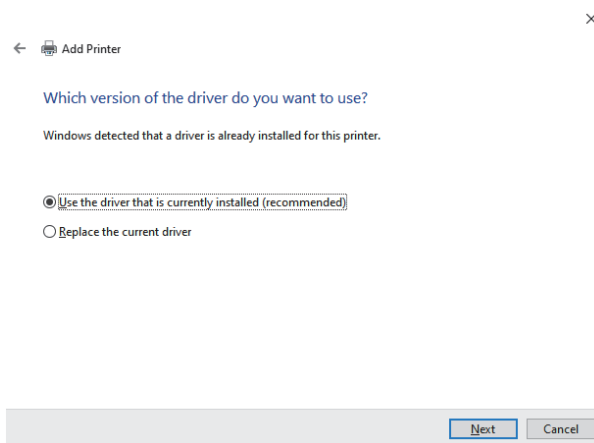 Add Printer
Which version of the driver do you want to use?
Windows detected that a driver is already installed for this printer.
Use the driver that is currently installed (recommended)
Replace the current driver
Next Cancel